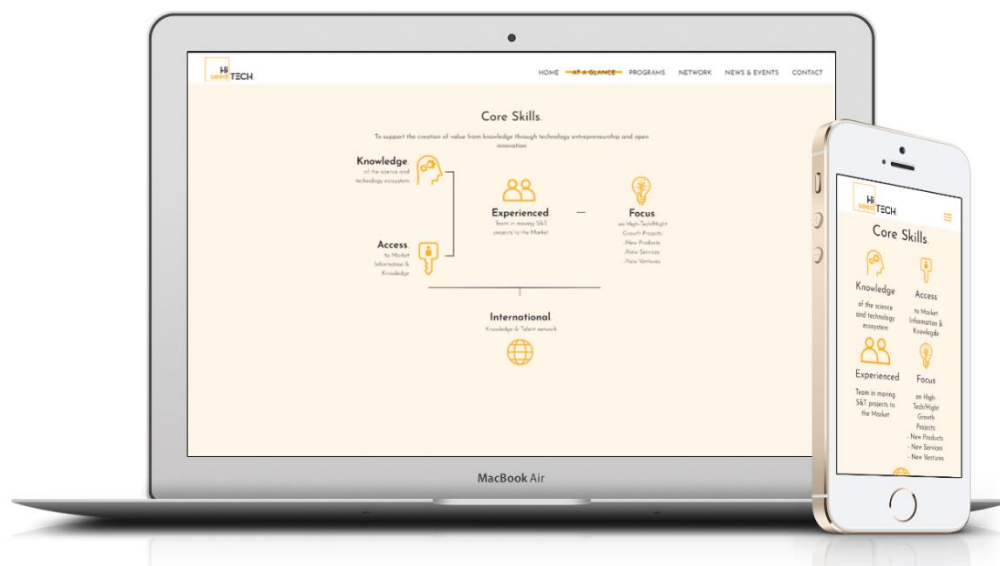 Hi
seed TECH.
HOME AT A GLANCE PROGRAMS NETWORK NEWS & EVENTS CONTACT
Core Skills.
To support the creation of value from knowledge through technology entrepreneurship and open
innovation
Knowledge.
of the science and
technology ecosystem
Access.
to Market
Information &
Knowledge
Experienced.
Team in moving S&T
projects to the Market
Focus
on High-Tech/Hight
Growth Projects
-New Products
-New Services
-New Ventures
International.
Knowledge & Talent network
MacBook Air
Hi
seed TECH.
Core Skills.
Knowledge
of the science
and technology
ecosystem
Access
to Market
Information &
Knowlegde
Experienced
Team in moving
S&T projects to
the Market
Focus
on High-
Tech/Hight
Growth
Projects
- New Products
- New Services
- New Ventures